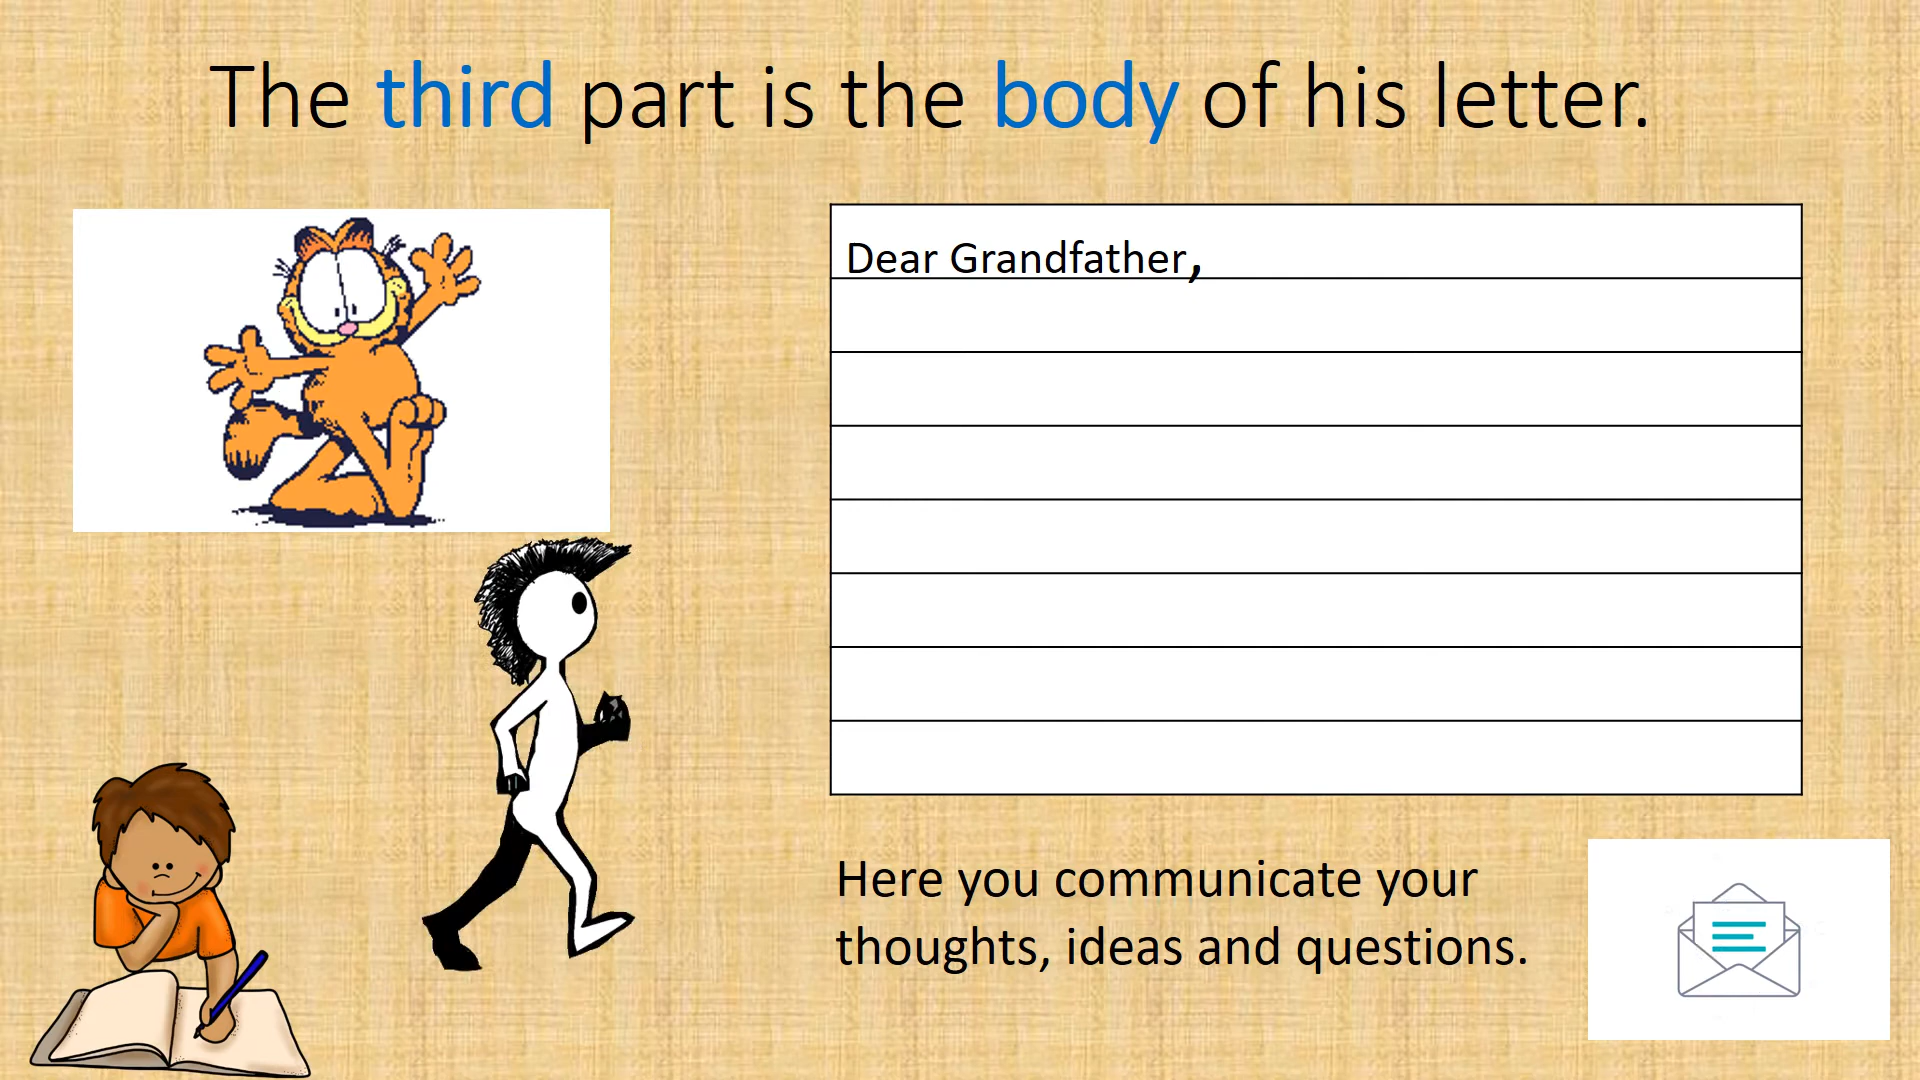 The third part is the body of his letter.
Dear Grandfather,
Here you communicate your
thoughts, ideas and questions.